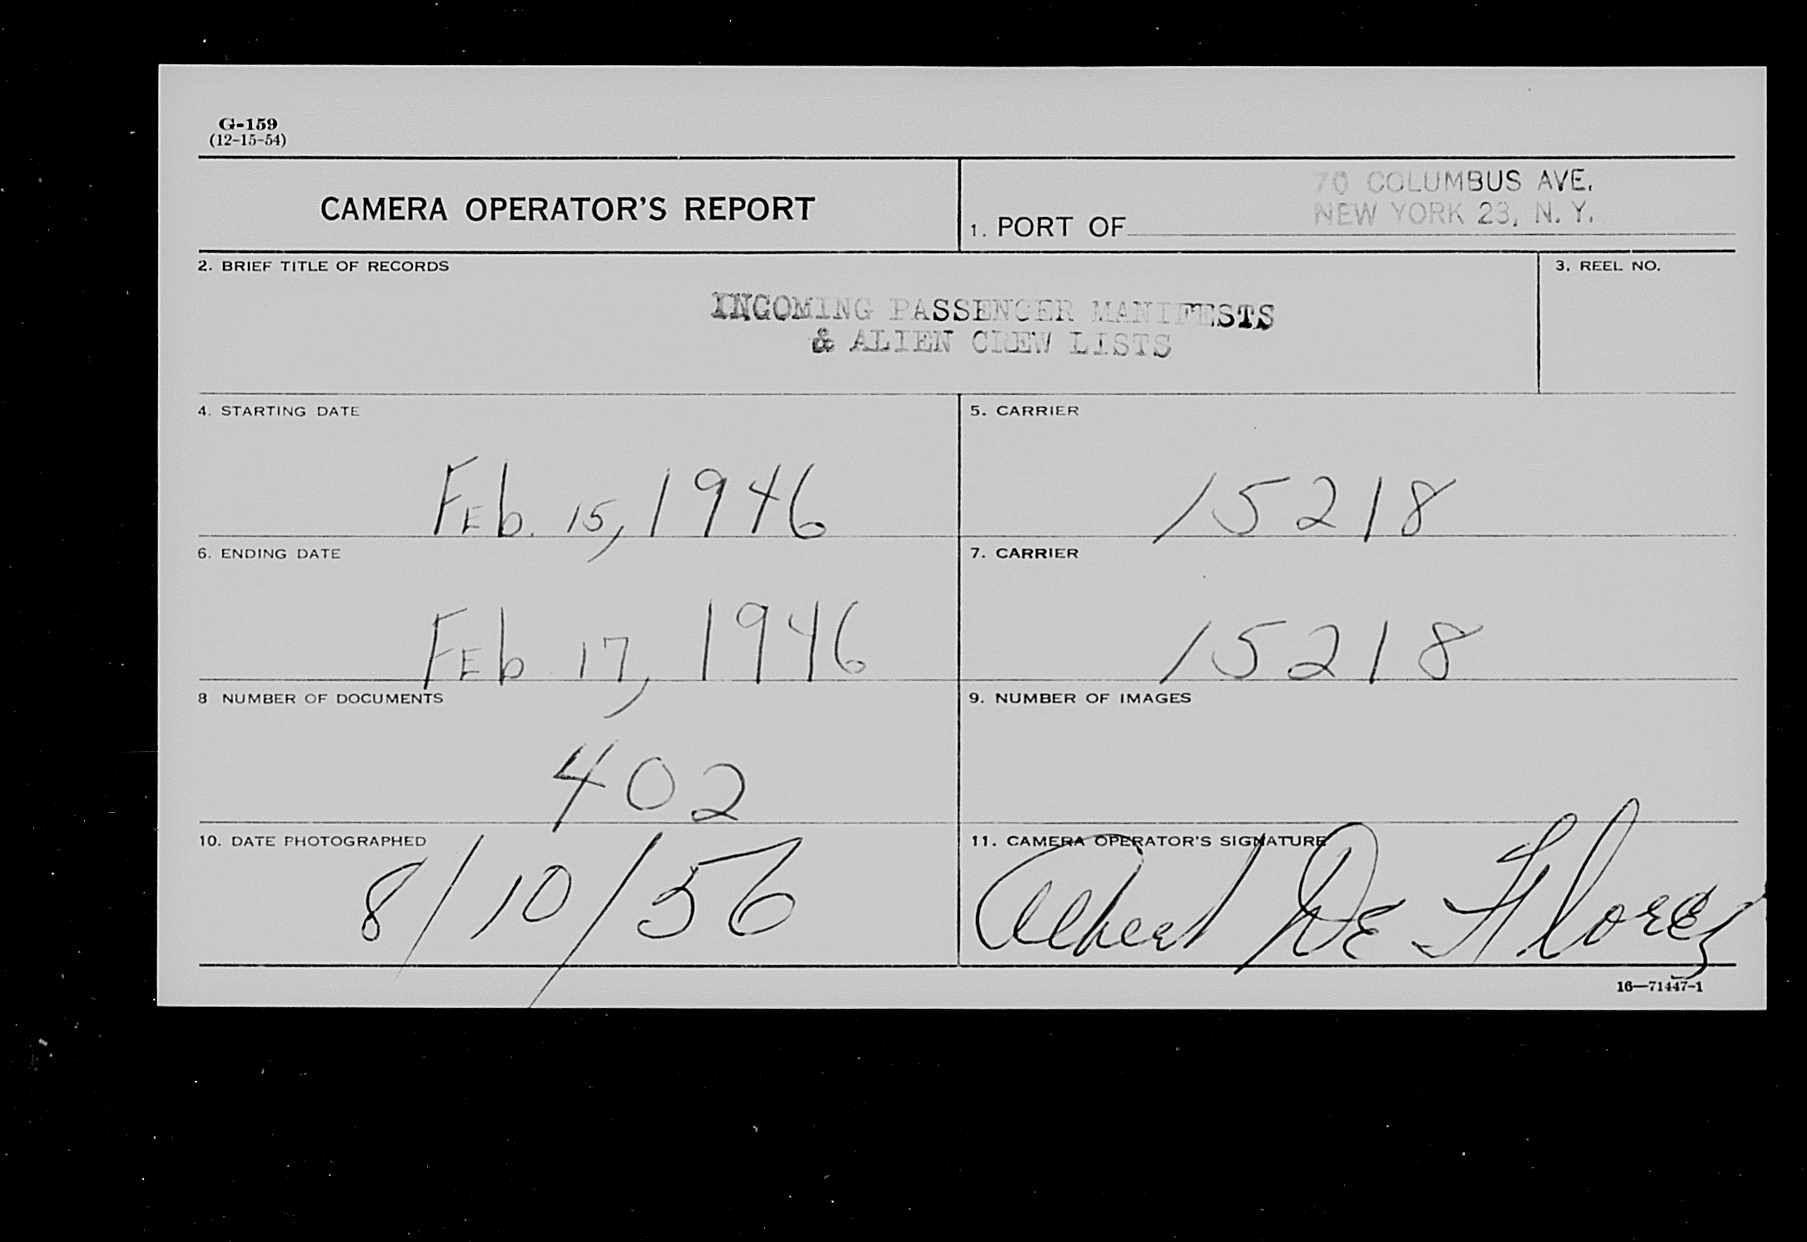 G-159
(12-15-54)
CAMERA OPERATOR'S REPORT
1. PORT OF
70 COLUMBUS AVE.
NEW YORK 23, N. Y.
2. BRIEF TITLE OF RECORDS
INCOMING PASSENGER MANIFESTS
& ALIEN CREW LISTS
3. REEL NO.
4. STARTING DATE
Feb. 15, 1946
5. CARRIER
15218
6. ENDING DATE
Feb 17, 1946
7. CARRIER
15218
8 NUMBER OF DOCUMENTS
402
9. NUMBER OF IMAGES
10. DATE PHOTOGRAPHED
8/10/56
11. CAMERA OPERATOR'S SIGNATURE
Albert De Florez
16—71447-1